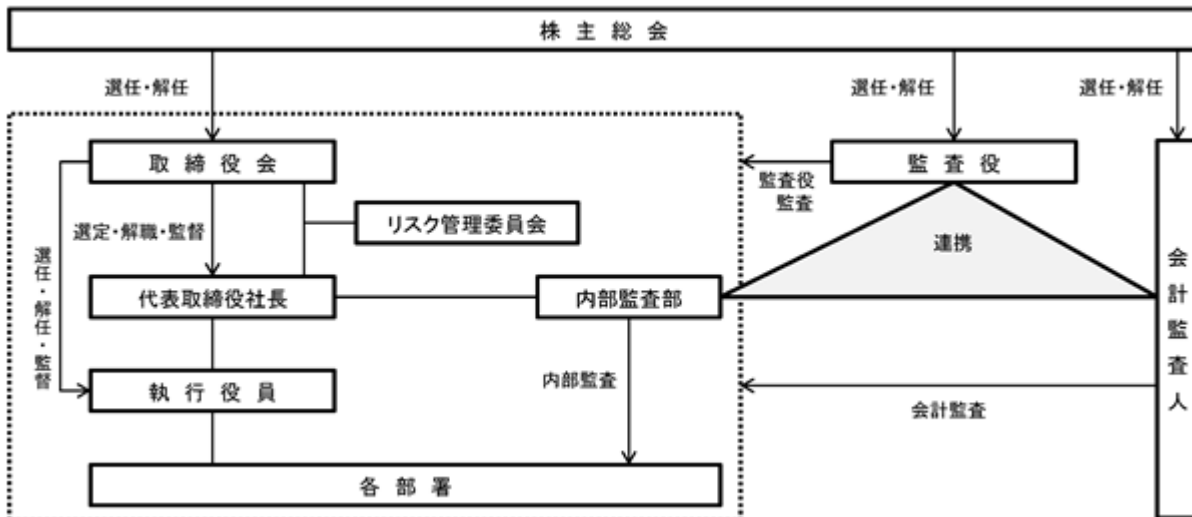 株主総会
選任・解任
選任・解任
選任・解任
取締役会
監査役
監査役
監査
リスク管理委員会
選定・解職・監督
連携
選任・解任・監督
代表取締役社長
内部監査部
会計監査人
執行役員
内部監査
会計監査
各部署